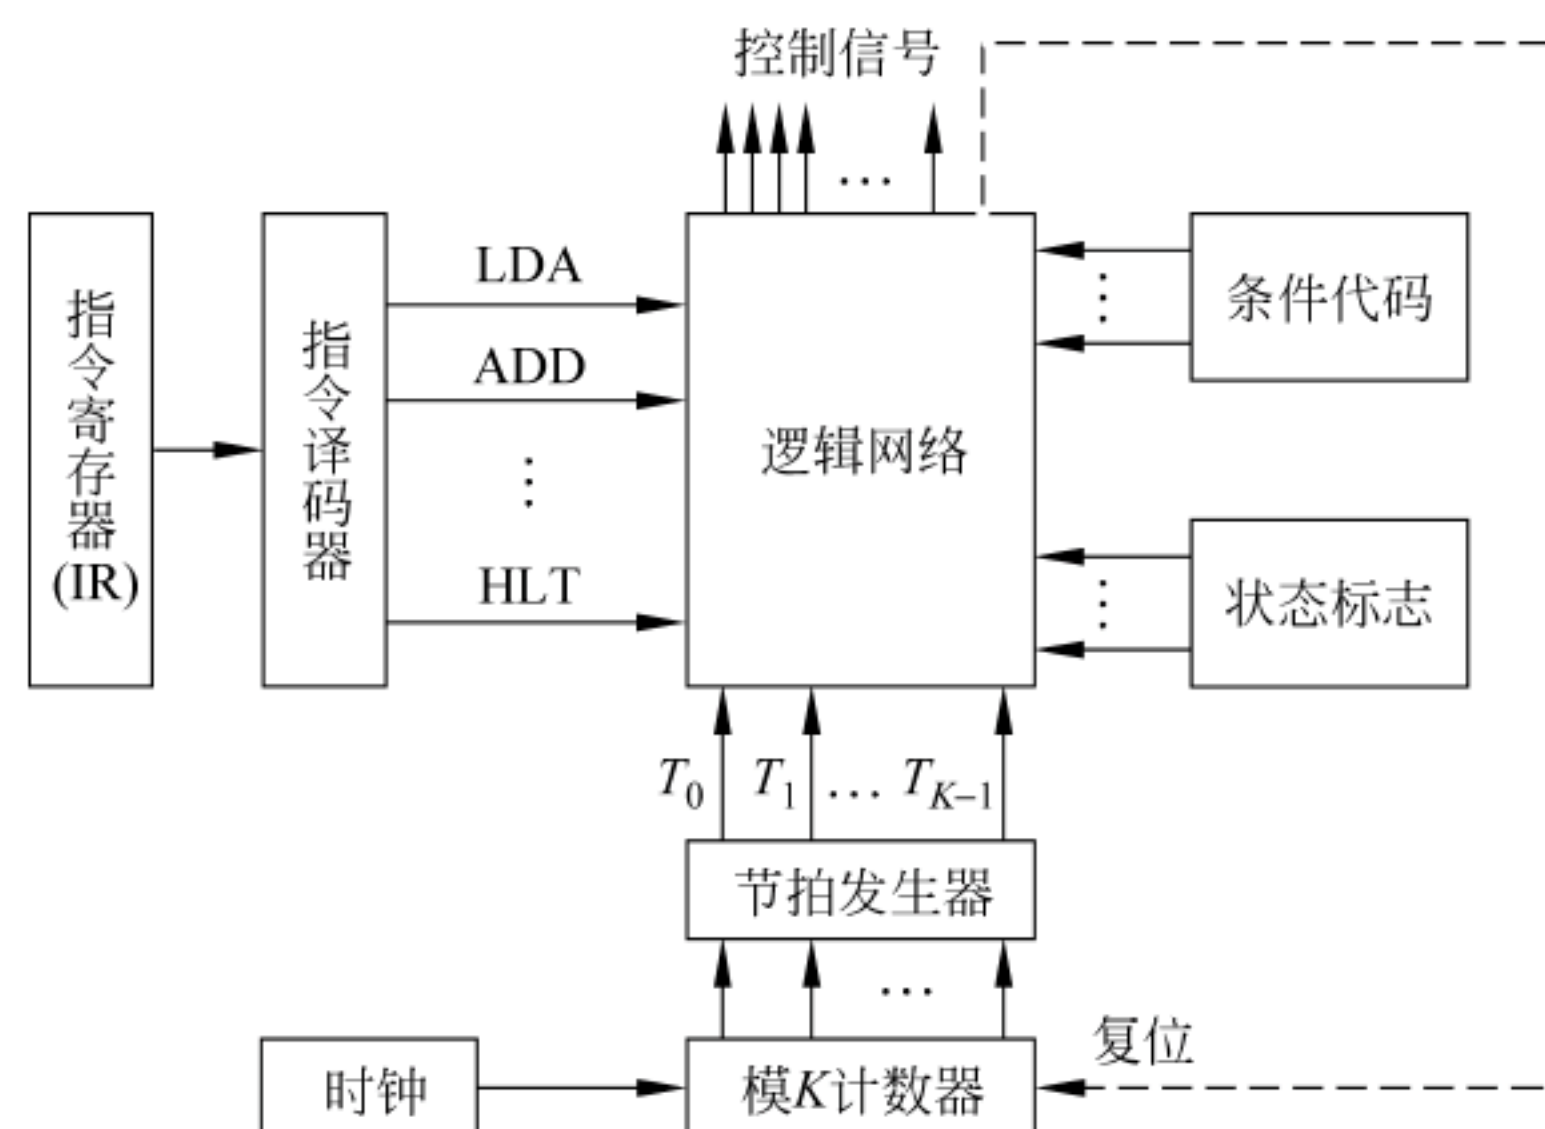 控制信号
…
指令寄存器
(IR)
指令译码器
LDA
ADD
⋮
HLT
逻辑网络
⋮
条件代码
⋮
状态标志
T₀ T₁ … T_{K−1}
节拍发生器
…
时钟
模K计数器
复位